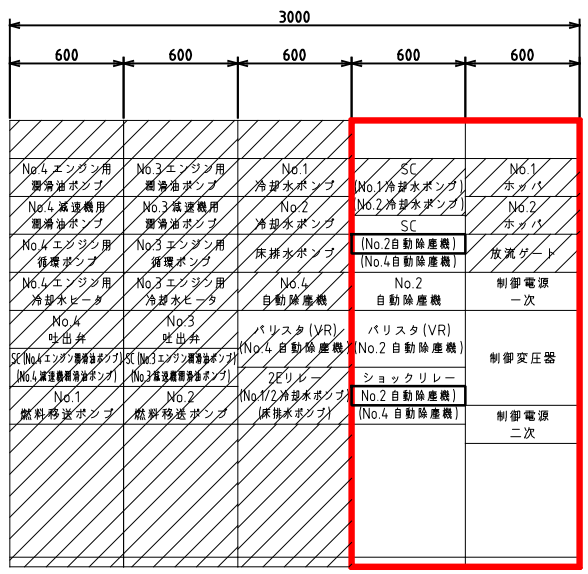 3000
600
600
600
600
600
No.4 エンジン用
潤滑油ポンプ
No.4 減速機用
潤滑油ポンプ
No.4 エンジン用
循環ポンプ
No.4 エンジン用
冷却水ヒータ
No.4
吐出弁
SC(No.4エンジン潤滑油ポンプ)
(No.4減速機潤滑油ポンプ)
No.1
燃料移送ポンプ
No.3 エンジン用
潤滑油ポンプ
No.3 減速機用
潤滑油ポンプ
No.3 エンジン用
循環ポンプ
No.3 エンジン用
冷却水ヒータ
No.3
吐出弁
SC(No.3エンジン潤滑油ポンプ)
(No.3減速機潤滑油ポンプ)
No.2
燃料移送ポンプ
No.1
冷却水ポンプ
No.2
冷却水ポンプ
床排水ポンプ
No.4
自動除塵機
バリスタ(VR)
(No.4 自動除塵機)
2Eリレー
(No.1/2 冷却水ポンプ)
(床排水ポンプ)
SC
(No.1冷却水ポンプ)
(No.2冷却水ポンプ)
SC
(No.2自動除塵機)
(No.4自動除塵機)
No.2
自動除塵機
バリスタ(VR)
(No.2 自動除塵機)
ショックリレー
(No.2 自動除塵機)
(No.4 自動除塵機)
No.1
ホッパ
No.2
ホッパ
放流ゲート
制御電源
一次
制御変圧器
制御電源
二次